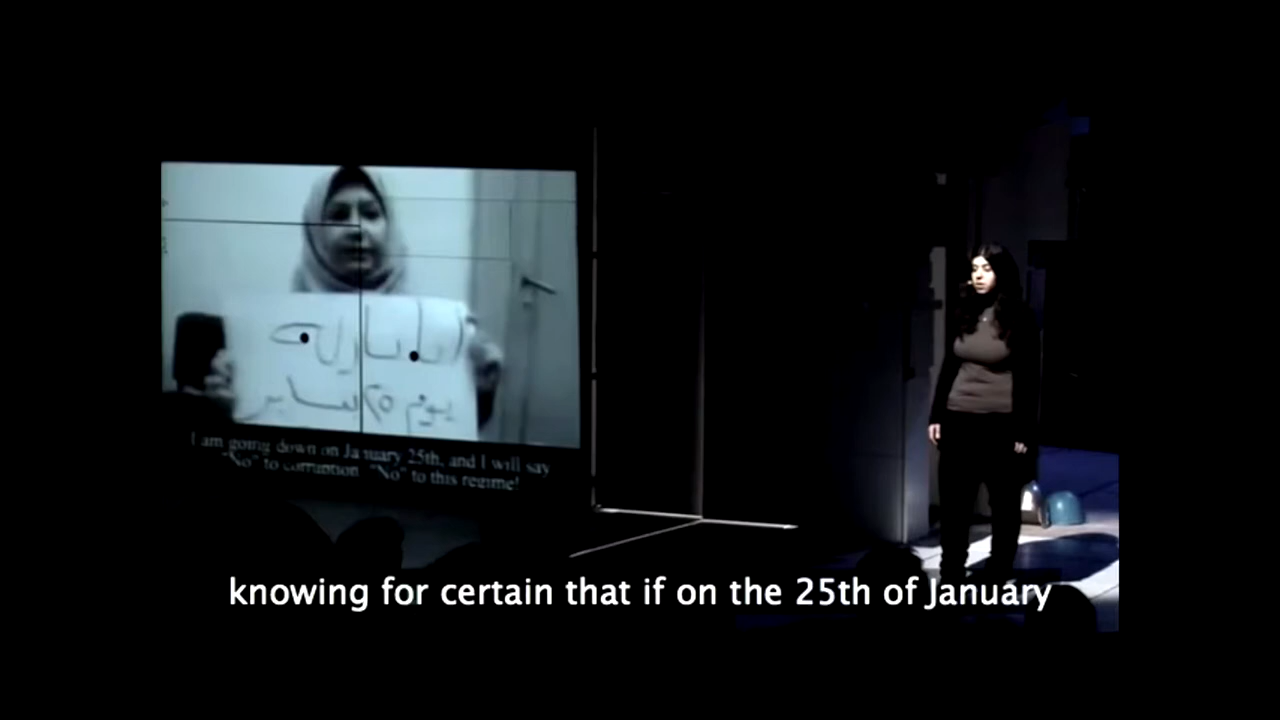 انا نازلة
يوم ٢٥ يناير
I am going down on January 25th, and I will say
"No" to corruption "No" to this regime!
knowing for certain that if on the 25th of January